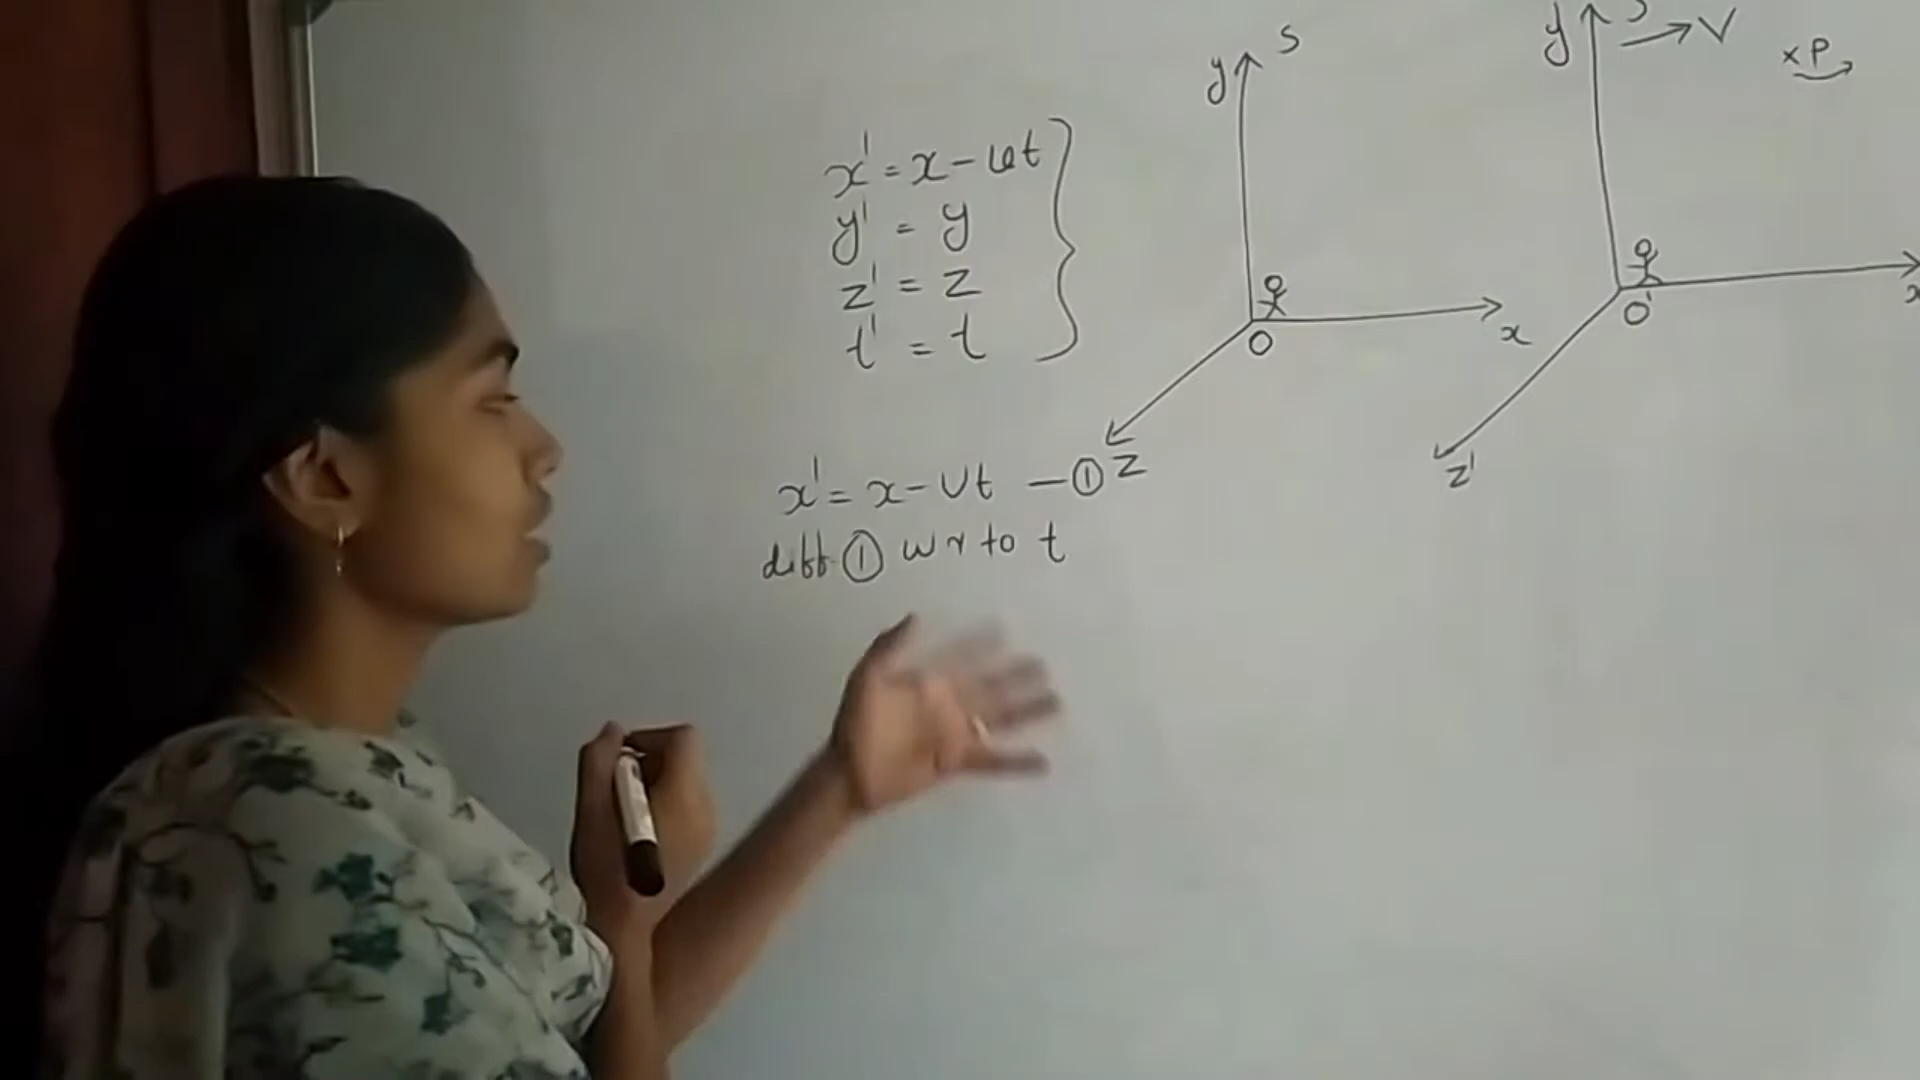 x' = x - vt
y' = y
z' = z
t' = t
x' = x - vt — ①
diff. ① w r to t
y S
x
O
z
y → V
x P
O'
z'